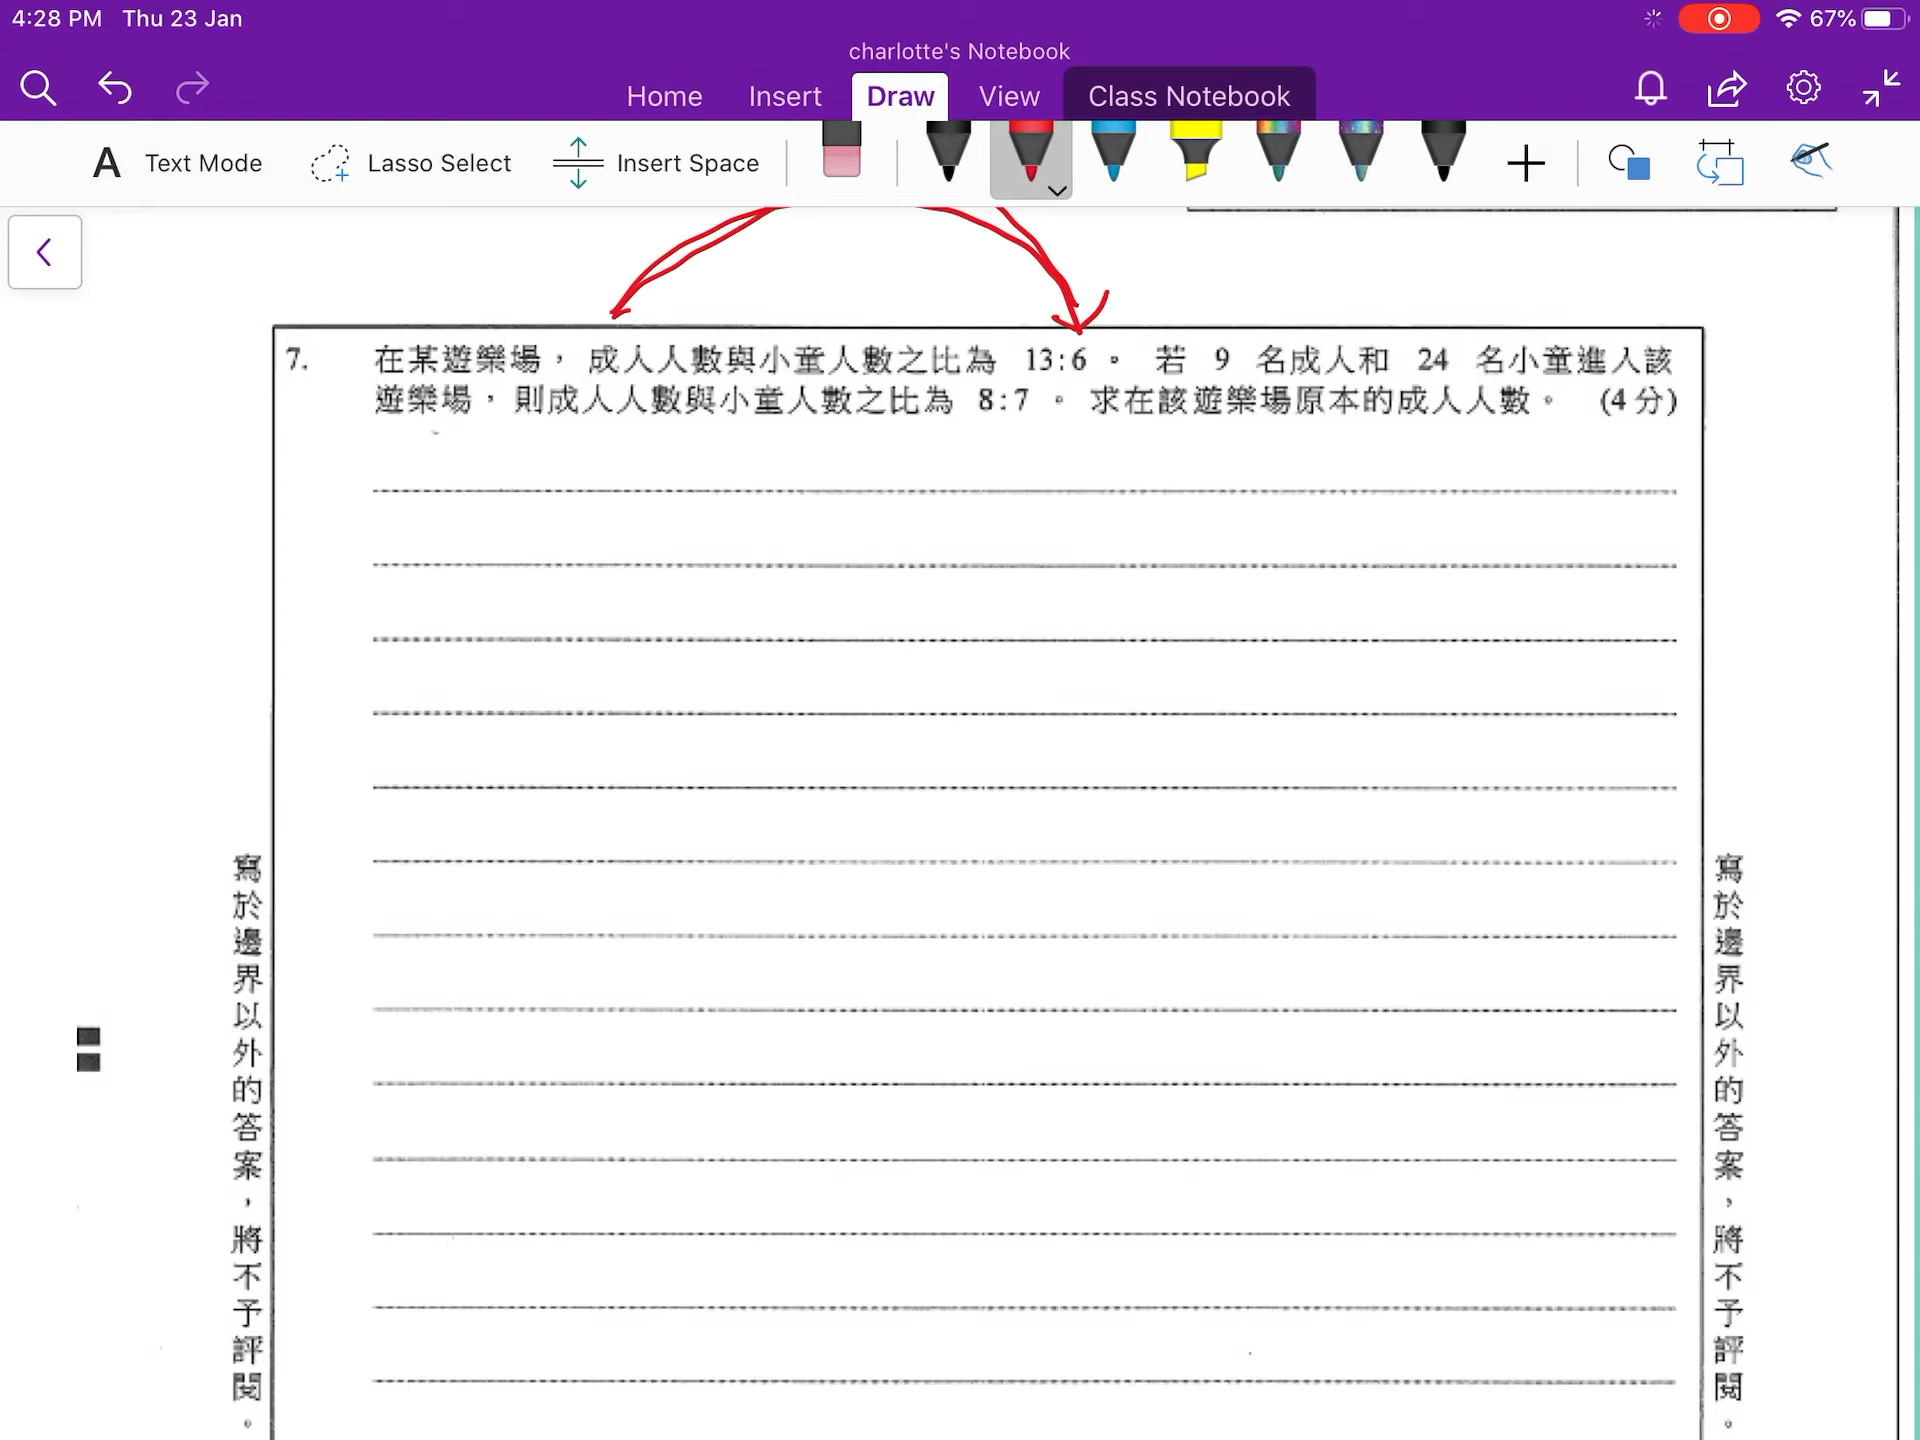 4:28 PM Thu 23 Jan
67%
charlotte's Notebook
Home Insert Draw View Class Notebook
A Text Mode Lasso Select Insert Space
7. 在某遊樂場，成人人數與小童人數之比為 13:6 。 若 9 名成人和 24 名小童進入該
遊樂場，則成人人數與小童人數之比為 8:7 。 求在該遊樂場原本的成人人數。 (4 分)
寫於邊界以外的答案，將不予評閱。
寫於邊界以外的答案，將不予評閱。